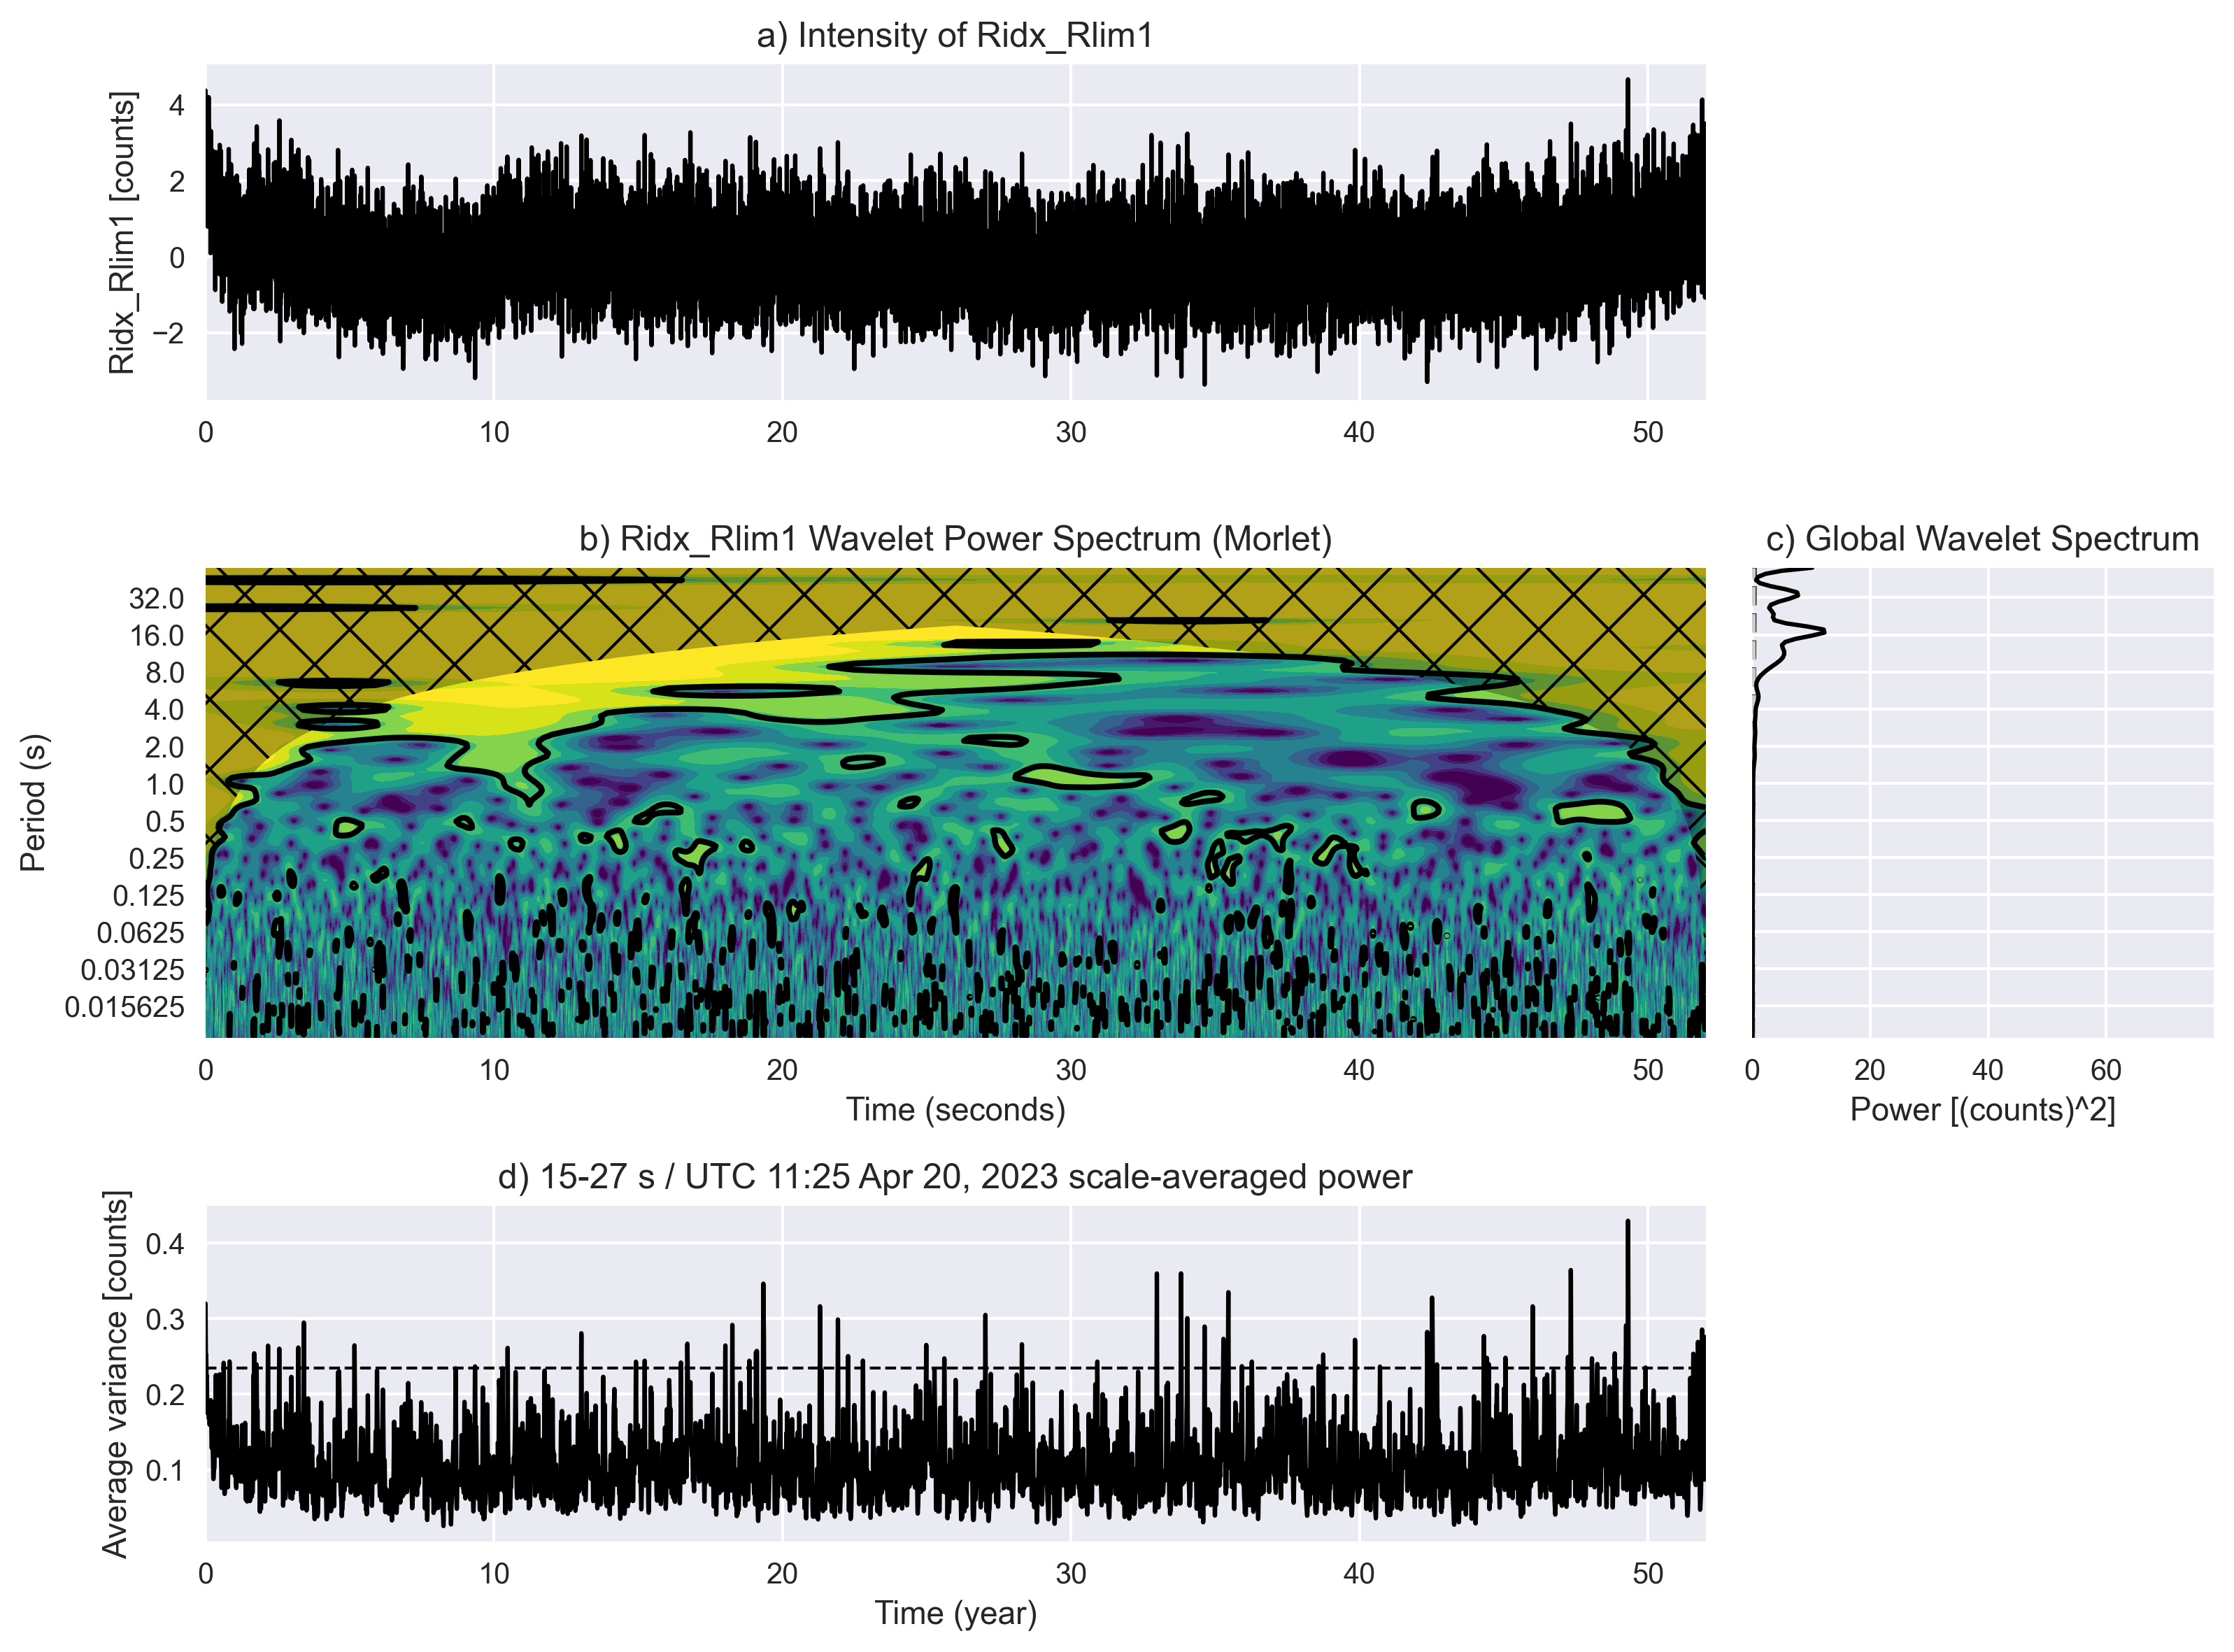 a) Intensity of Ridx_Rlim1
Ridx_Rlim1 [counts]
4
2
0
−2
0 10 20 30 40 50
b) Ridx_Rlim1 Wavelet Power Spectrum (Morlet)
Period (s)
32.0
16.0
8.0
4.0
2.0
1.0
0.5
0.25
0.125
0.0625
0.03125
0.015625
0 10 20 30 40 50
Time (seconds)
c) Global Wavelet Spectrum
0 20 40 60
Power [(counts)^2]
d) 15-27 s / UTC 11:25 Apr 20, 2023 scale-averaged power
Average variance [counts]
0.4
0.3
0.2
0.1
0 10 20 30 40 50
Time (year)